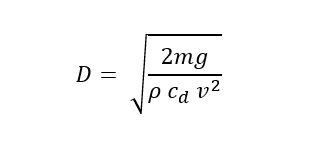 D = √(2mg / ρ c_d v²)